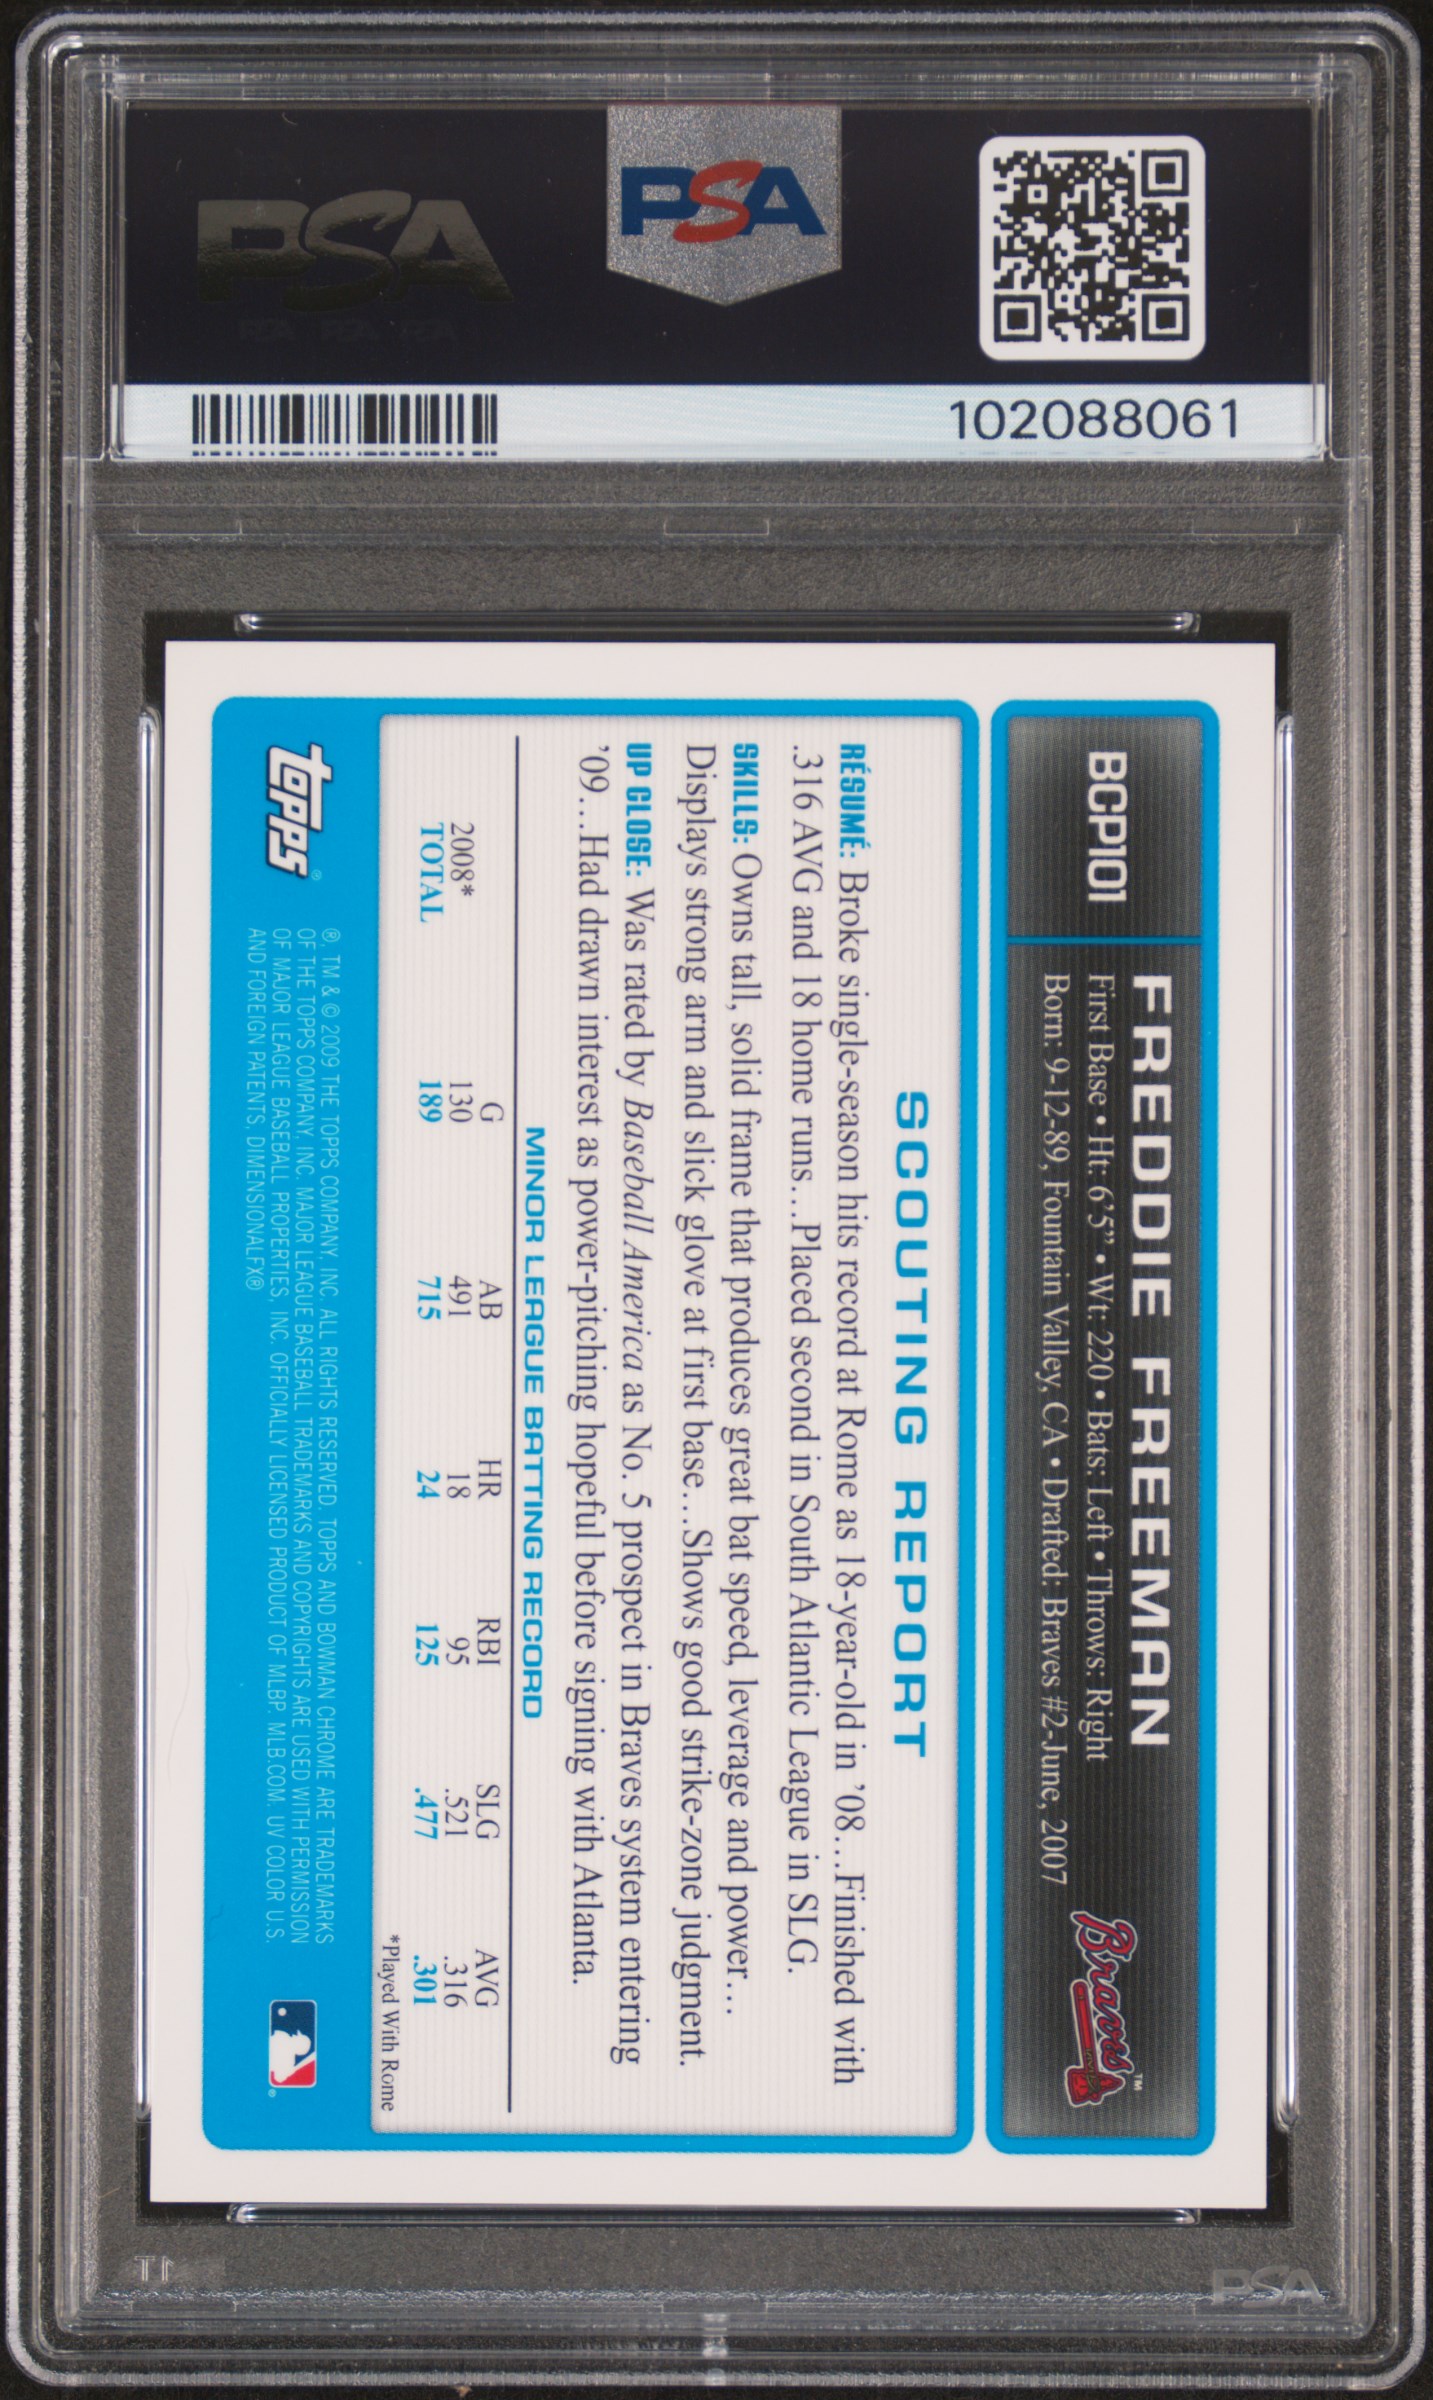 PSA
PSA
102088061
BCP101
FREDDIE FREEMAN
First Base • Ht: 6'5" • Wt: 220 • Bats: Left • Throws: Right
Born: 9-12-89, Fountain Valley, CA • Drafted: Braves #2-June, 2007
Braves™
SCOUTING REPORT
RÉSUMÉ: Broke single-season hits record at Rome as 18-year-old in ’08…Finished with
.316 AVG and 18 home runs…Placed second in South Atlantic League in SLG.
SKILLS: Owns tall, solid frame that produces great bat speed, leverage and power…
Displays strong arm and slick glove at first base…Shows good strike-zone judgment.
UP CLOSE: Was rated by Baseball America as No. 5 prospect in Braves system entering
’09…Had drawn interest as power-pitching hopeful before signing with Atlanta.
MINOR LEAGUE BATTING RECORD
G AB HR RBI SLG AVG
2008* 130 491 18 95 .521 .316
TOTAL 189 715 24 125 .477 .301
*Played With Rome
Topps®
®, TM & © 2009 THE TOPPS COMPANY, INC. ALL RIGHTS RESERVED. TOPPS AND BOWMAN CHROME ARE TRADEMARKS
OF THE TOPPS COMPANY, INC. MAJOR LEAGUE BASEBALL TRADEMARKS AND COPYRIGHTS ARE USED WITH PERMISSION
OF MAJOR LEAGUE BASEBALL PROPERTIES, INC. OFFICIALLY LICENSED PRODUCT OF MLBP. MLB.COM. UV COLOR U.S.
AND FOREIGN PATENTS. DIMENSIONALFX®
PSA